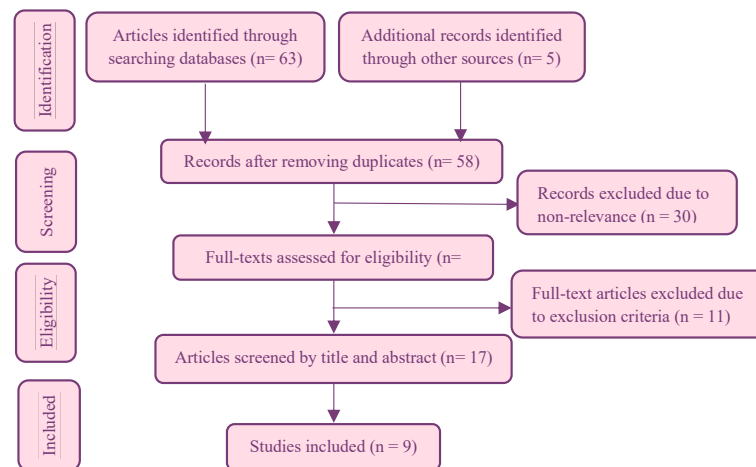 Identification
Articles identified through
searching databases (n= 63)
Additional records identified
through other sources (n= 5)
Records after removing duplicates (n= 58)
Screening
Records excluded due to
non-relevance (n = 30)
Full-texts assessed for eligibility (n=
Eligibility
Full-text articles excluded due
to exclusion criteria (n = 11)
Articles screened by title and abstract (n= 17)
Included
Studies included (n = 9)